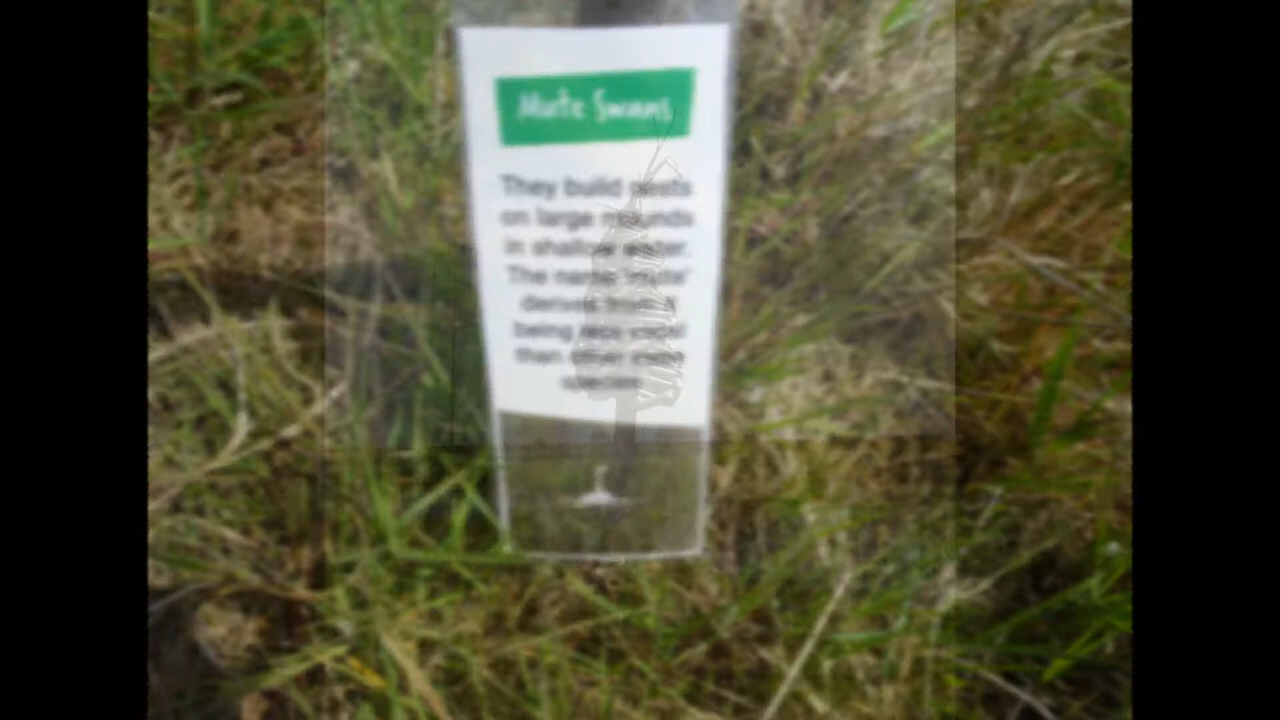 Mute Swans
They build nests
on large mounds
in shallow water.
The name 'mute'
derives from it
being less vocal
than other swan
species.